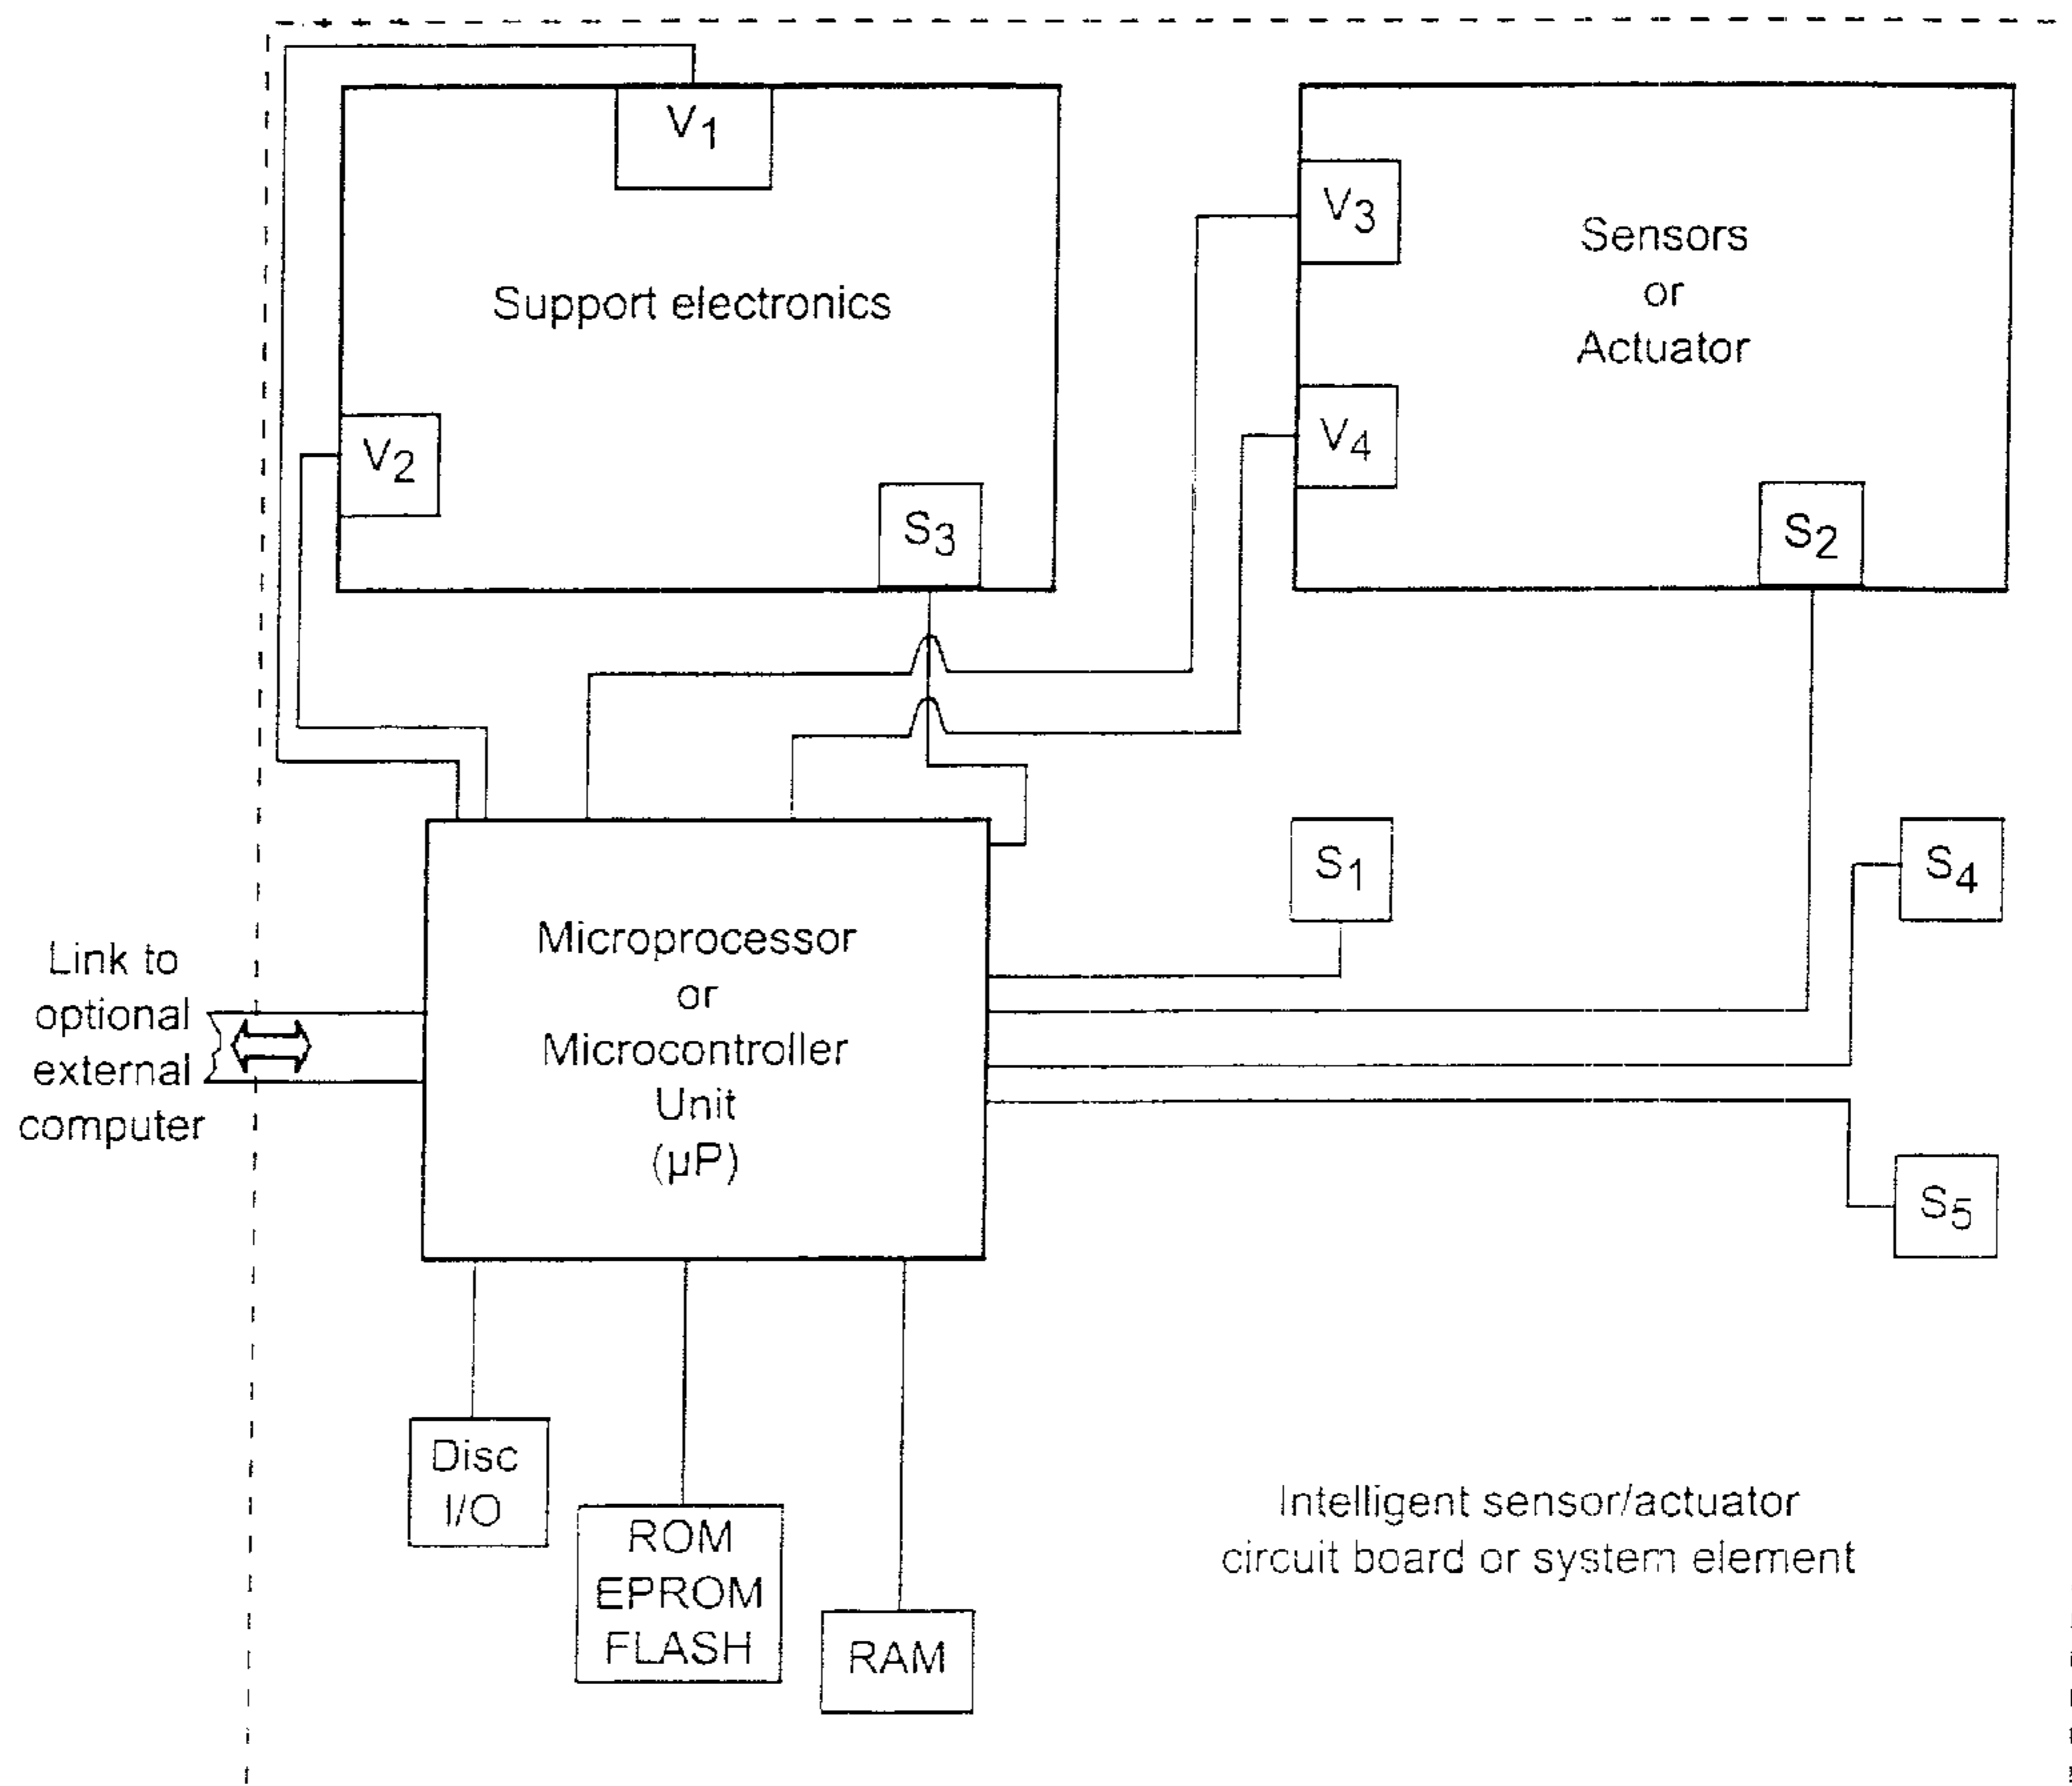 V1
Support electronics
V2
S3
V3
Sensors
or
Actuator
V4
S2
Link to
optional
external
computer
Microprocessor
or
Microcontroller
Unit
(µP)
S1
S4
S5
Disc
I/O
ROM
EPROM
FLASH
RAM
Intelligent sensor/actuator
circuit board or system element